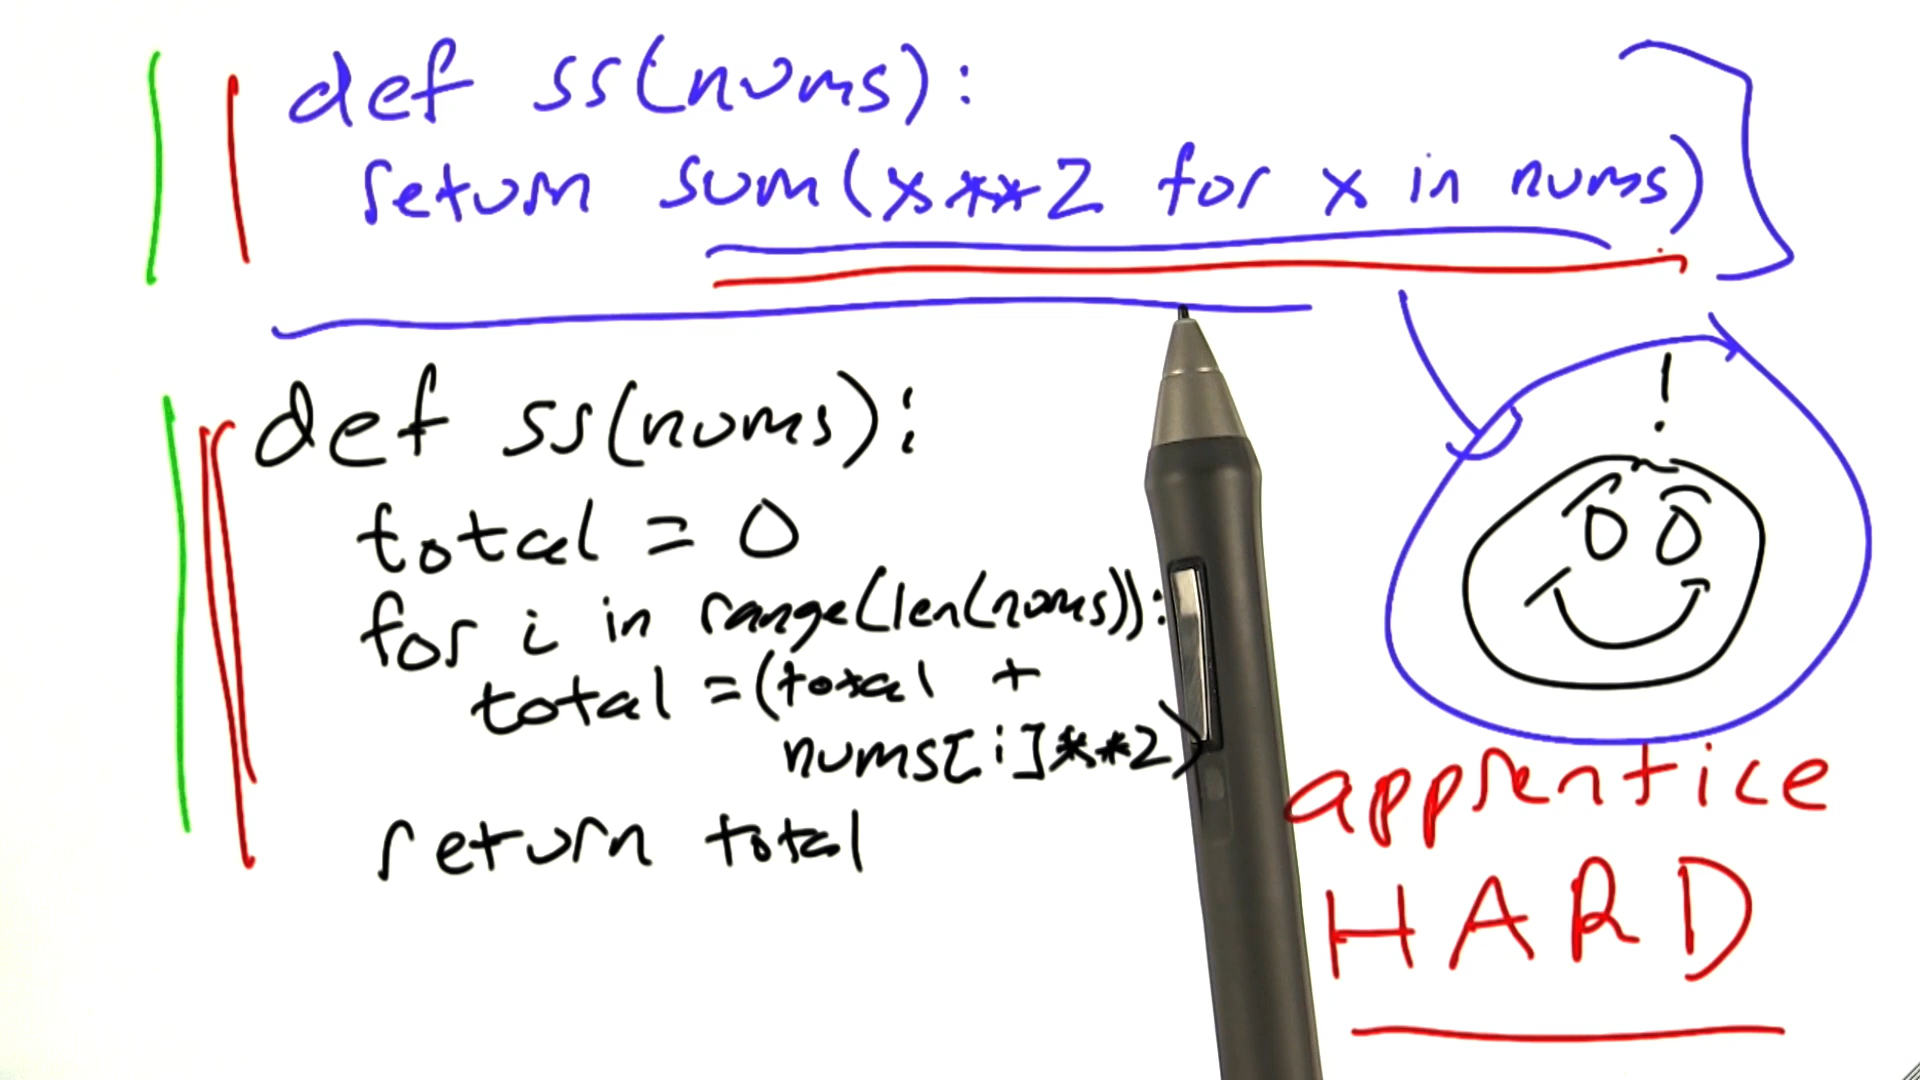 def ss(nums):
return sum(x**2 for x in nums)
def ss(nums):
total = 0
for i in range(len(nums)):
total = (total +
nums[i]**2)
return total
!
apprentice
HARD